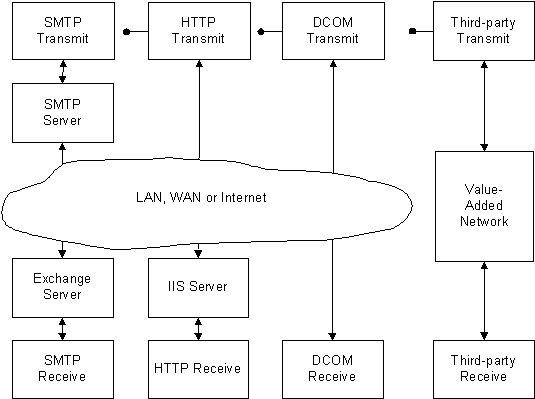 SMTP
Transmit
HTTP
Transmit
DCOM
Transmit
Third-party
Transmit
SMTP
Server
LAN, WAN or Internet
Value-
Added
Network
Exchange
Server
IIS Server
SMTP
Receive
HTTP Receive
DCOM
Receive
Third-party
Receive